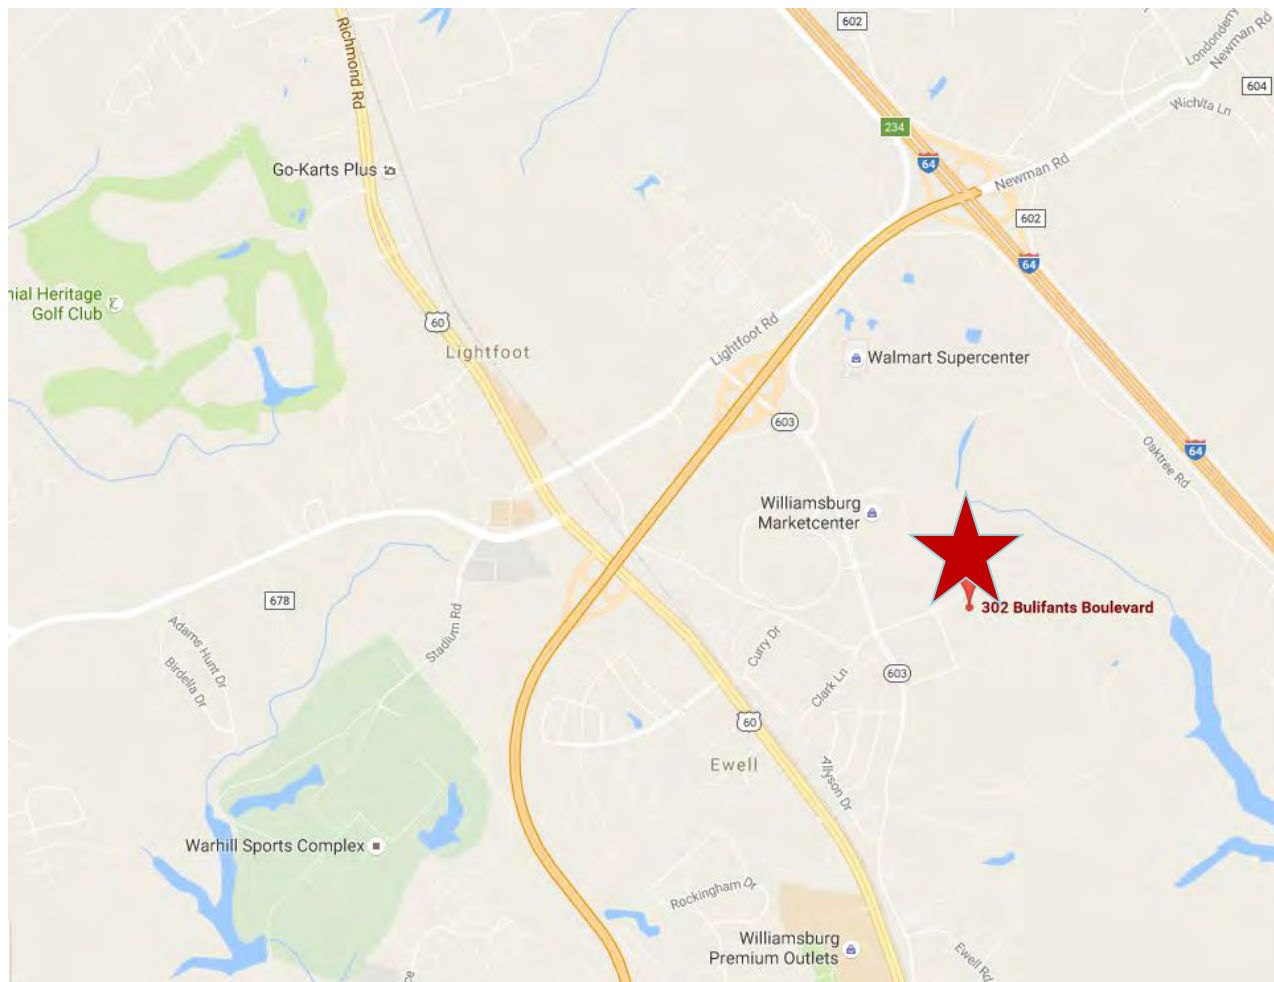 602
Richmond Rd
Londonderry
Newman Rd
604
Wichita Ln
234
64
Go-Karts Plus
Newman Rd
602
64
nial Heritage
Golf Club
60
Lightfoot
Lightfoot Rd
Walmart Supercenter
603
Oaktree Rd
64
Williamsburg
Marketcenter
678
302 Bulifants Boulevard
Adams Hunt Dr
Birdella Dr
Stadium Rd
Curry Dr
Clark Ln
603
60
Ewell
Allyson Dr
Warhill Sports Complex
Rockingham Dr
Williamsburg
Premium Outlets
Ewell Rd